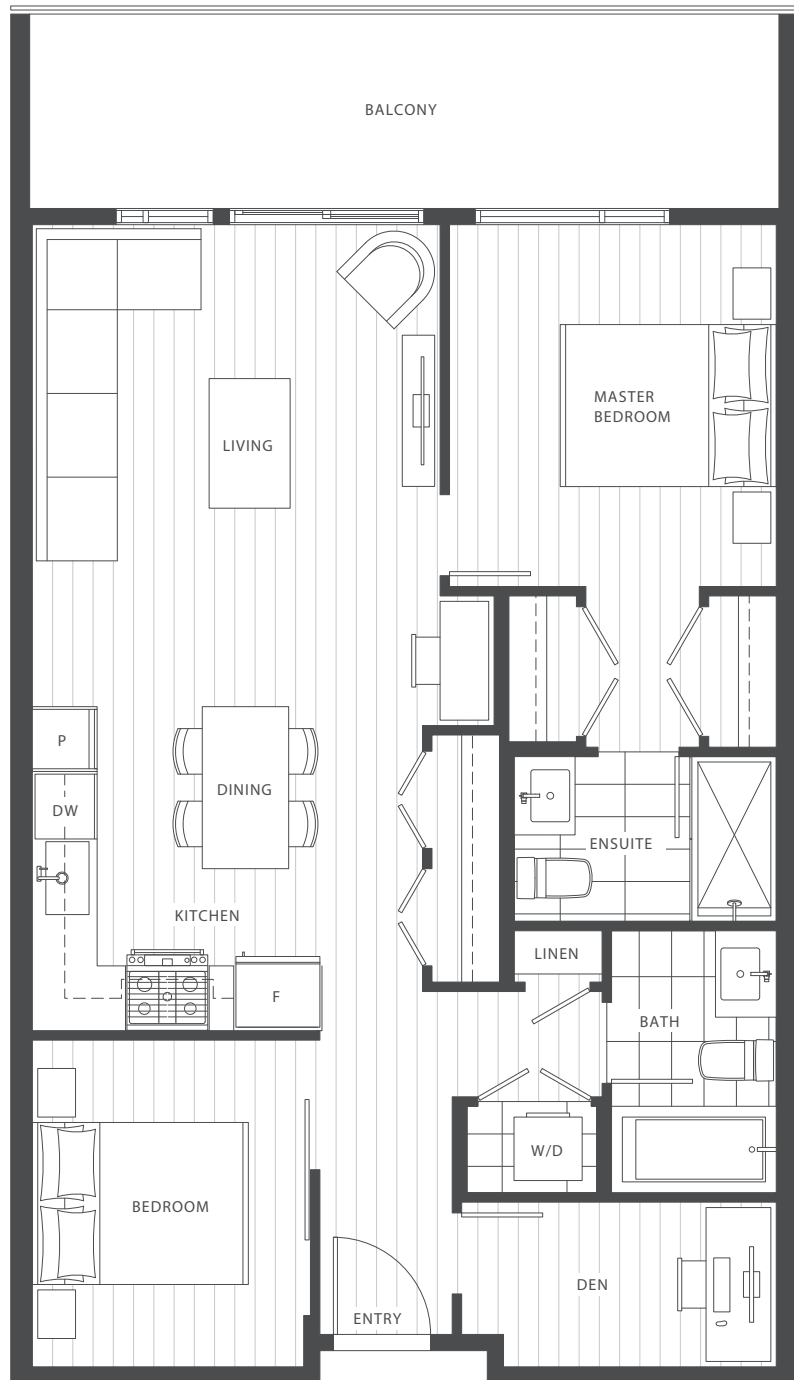 BALCONY
MASTER
BEDROOM
LIVING
P
DINING
DW
ENSUITE
KITCHEN
LINEN
F
BATH
W/D
BEDROOM
DEN
ENTRY